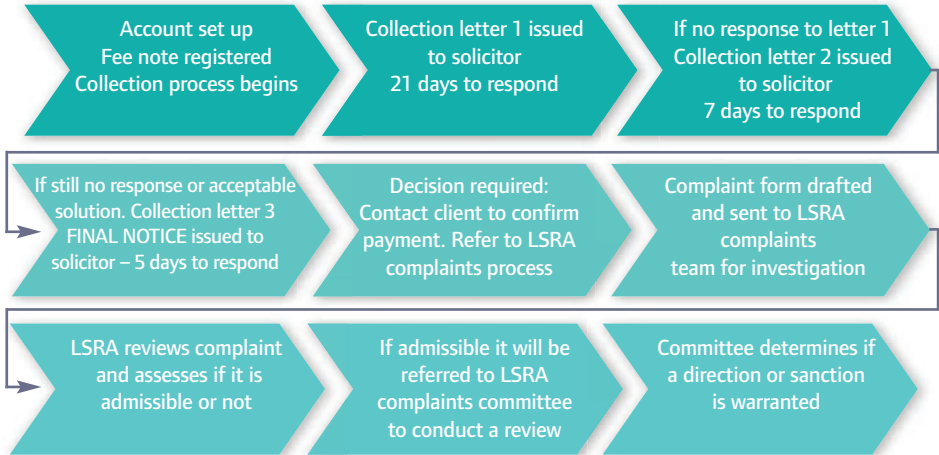 Account set up
Fee note registered
Collection process begins
Collection letter 1 issued
to solicitor
21 days to respond
If no response to letter 1
Collection letter 2 issued
to solicitor
7 days to respond
If still no response or acceptable
solution. Collection letter 3
FINAL NOTICE issued to
solicitor – 5 days to respond
Decision required:
Contact client to confirm
payment. Refer to LSRA
complaints process
Complaint form drafted
and sent to LSRA
complaints
team for investigation
LSRA reviews complaint
and assesses if it is
admissible or not
If admissible it will be
referred to LSRA
complaints committee
to conduct a review
Committee determines if
a direction or sanction
is warranted